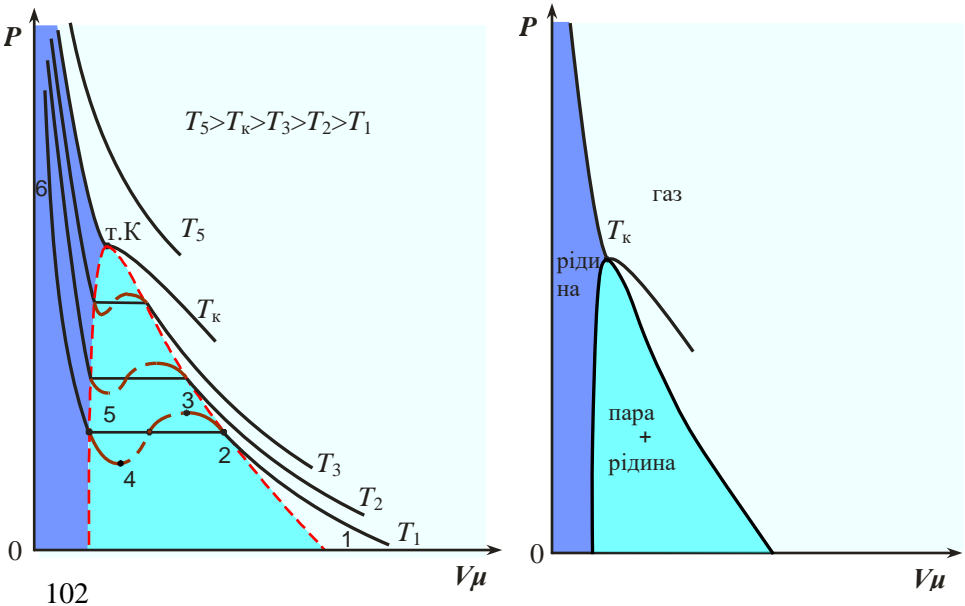 P
T₅>Tк>T₃>T₂>T₁
6
т.К
T₅
Tк
5
3
2
4
T₃
T₂
1
T₁
0
Vμ
102
P
газ
Tк
ріди
на
пара
+
рідина
0
Vμ